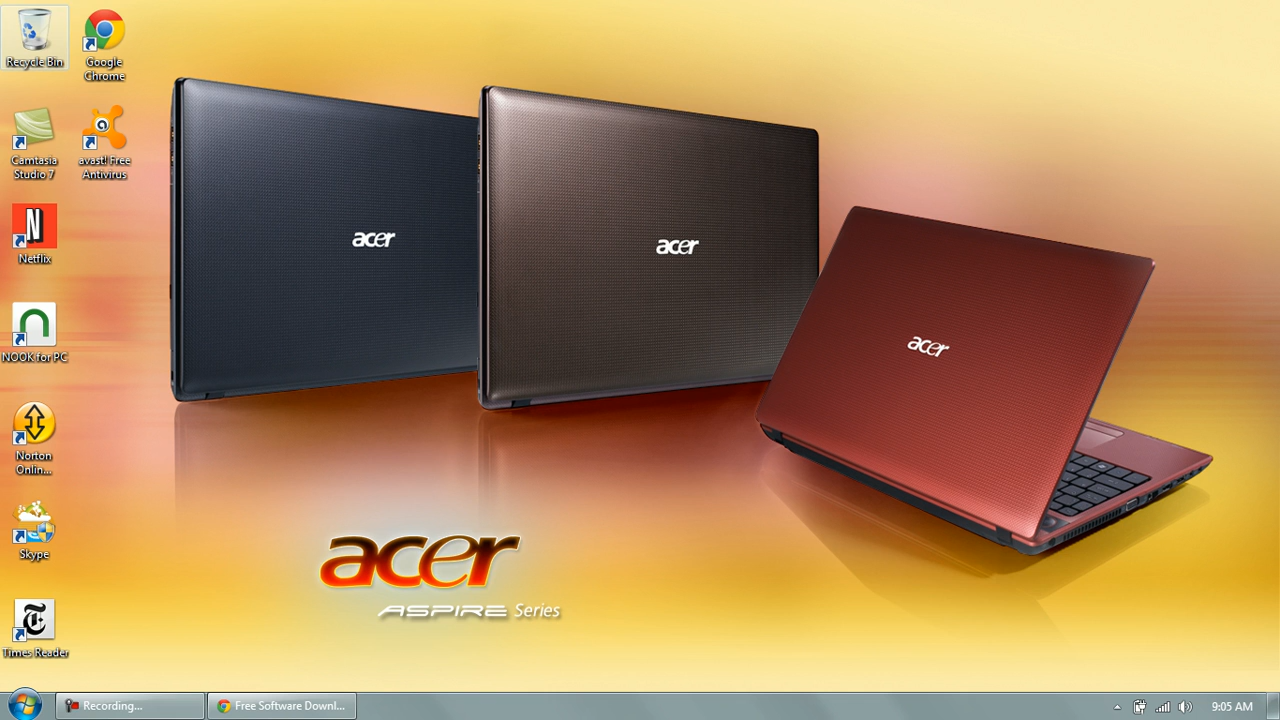 Recycle Bin
Google
Chrome
Camtasia
Studio 7
avast! Free
Antivirus
N
Netflix
NOOK for PC
Norton
Onlin...
Skype
T
Times Reader
acer
acer
acer
acer
ASPIRE Series
Recording...
Free Software Downl...
9:05 AM